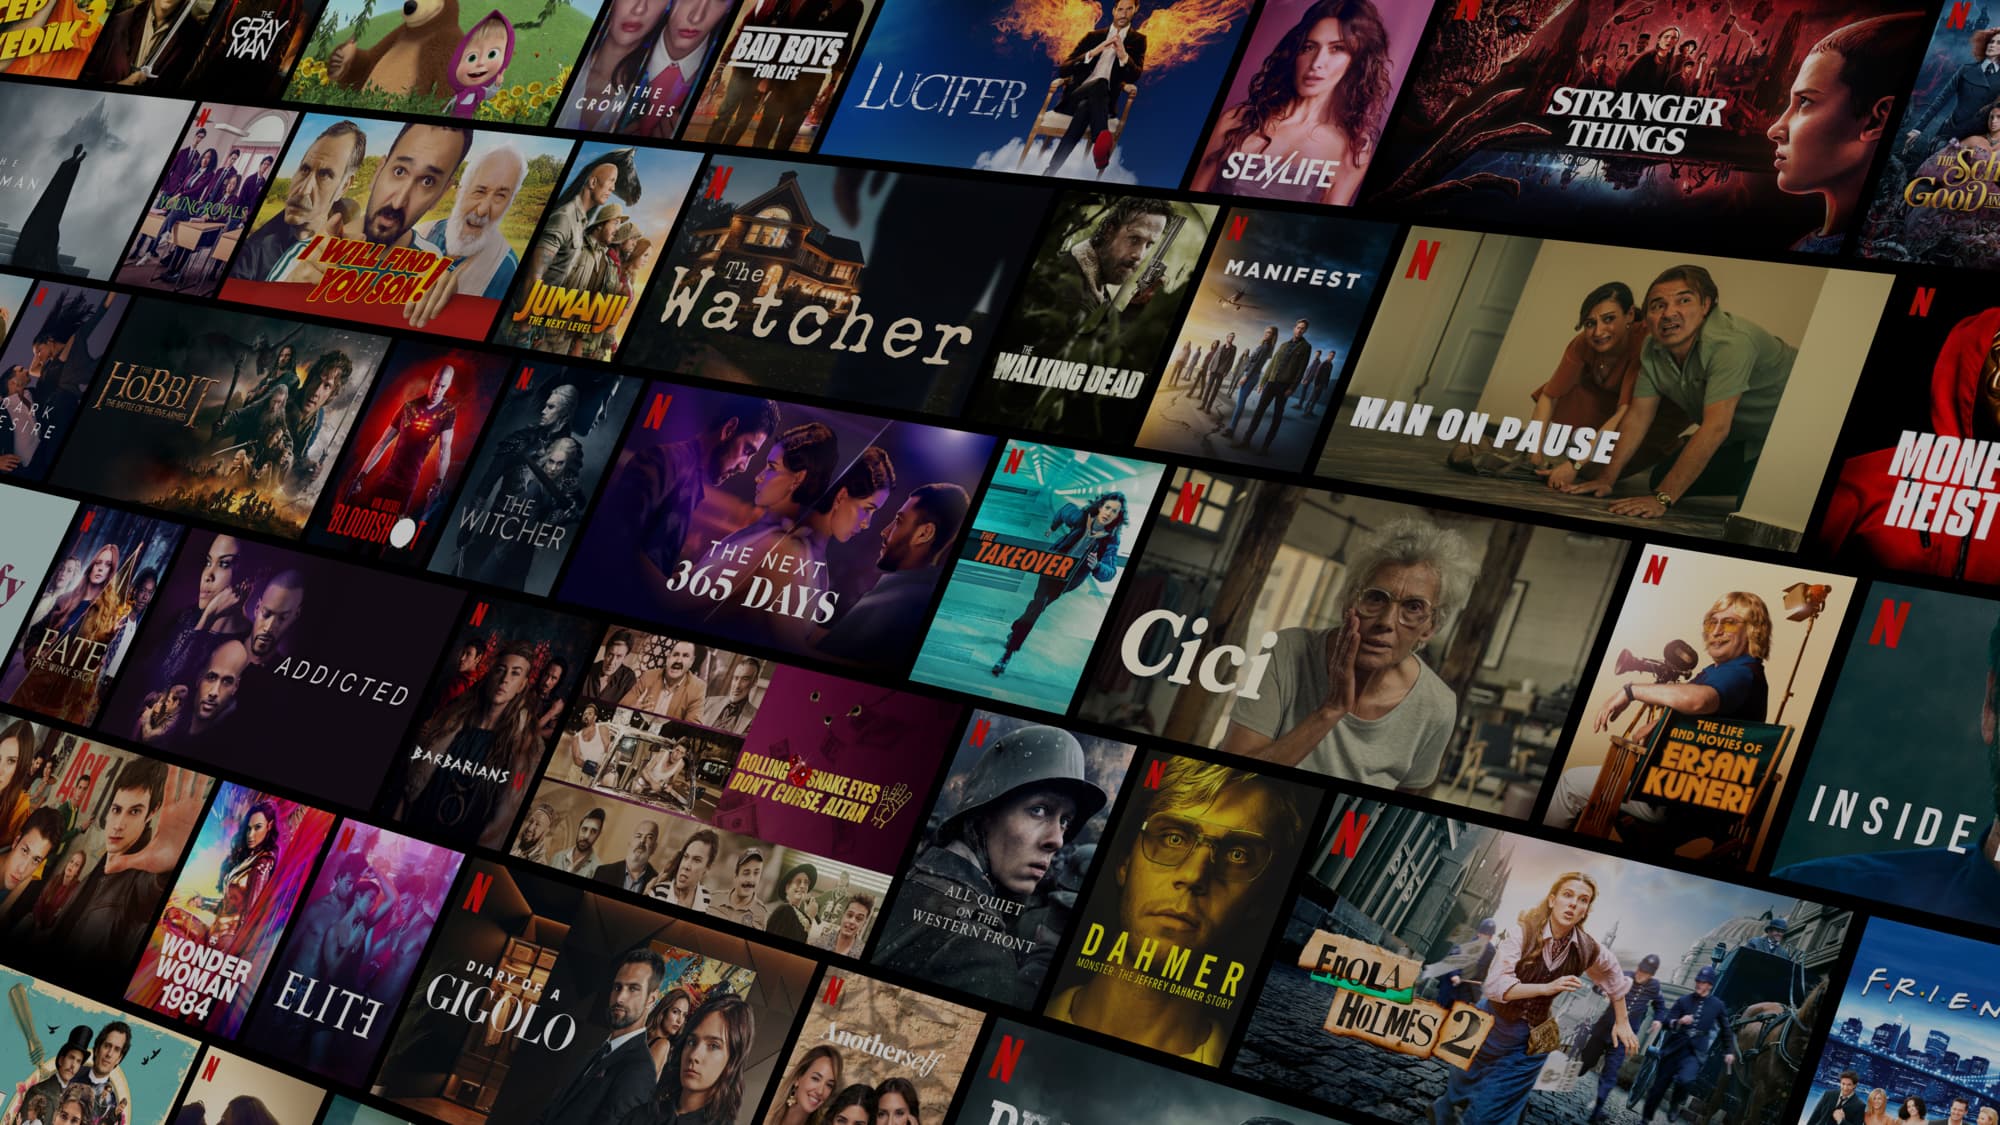 THE
GRAY
MAN
AS THE
CROW FLIES
BAD BOYS
FOR LIFE
LUCIFER
SEX/LIFE
STRANGER
THINGS
THE
GOOD
YOUNG ROYALS
I WILL FIND
YOU SON!
JUMANJI
THE NEXT LEVEL
The
Watcher
THE
WALKING DEAD
MANIFEST
MAN ON PAUSE
MONE
HEIST
THE
HOBBIT
THE BATTLE OF THE FIVE ARMIES
BLOODSHOT
THE
WITCHER
THE NEXT
365 DAYS
THE
TAKEOVER
Cici
THE LIFE
AND MOVIES OF
ERŞAN
KUNERİ
INSIDE
FATE
THE WINX SAGA
ADDICTED
BARBARIANS II
ROLLING SNAKE EYES
DON'T CURSE, ALTAN
ALL QUIET
ON THE
WESTERN FRONT
DAHMER
MONSTER: THE JEFFREY DAHMER STORY
ENOLA
HOLMES 2
F·R·I·E·N
WONDER
WOMAN
1984
ELITE
DIARY OF A
GIGOLO
Anotherself